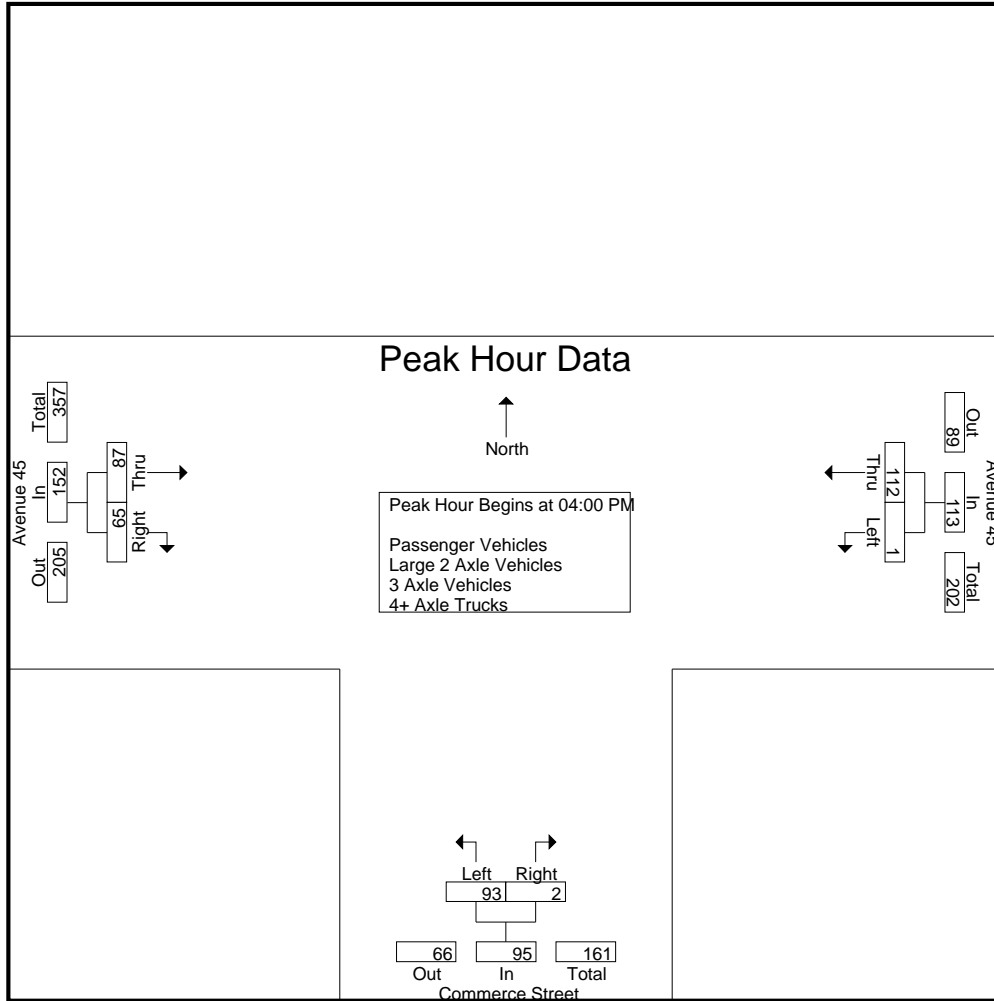 Peak Hour Data
North
Peak Hour Begins at 04:00 PM
Passenger Vehicles
Large 2 Axle Vehicles
3 Axle Vehicles
4+ Axle Trucks
Avenue 45
Out In Total
205 152 357
Right Thru
65 87
Avenue 45
Out In Total
89 113 202
Thru Left
112 1
Left Right
93 2
66 95 161
Out In Total
Commerce Street